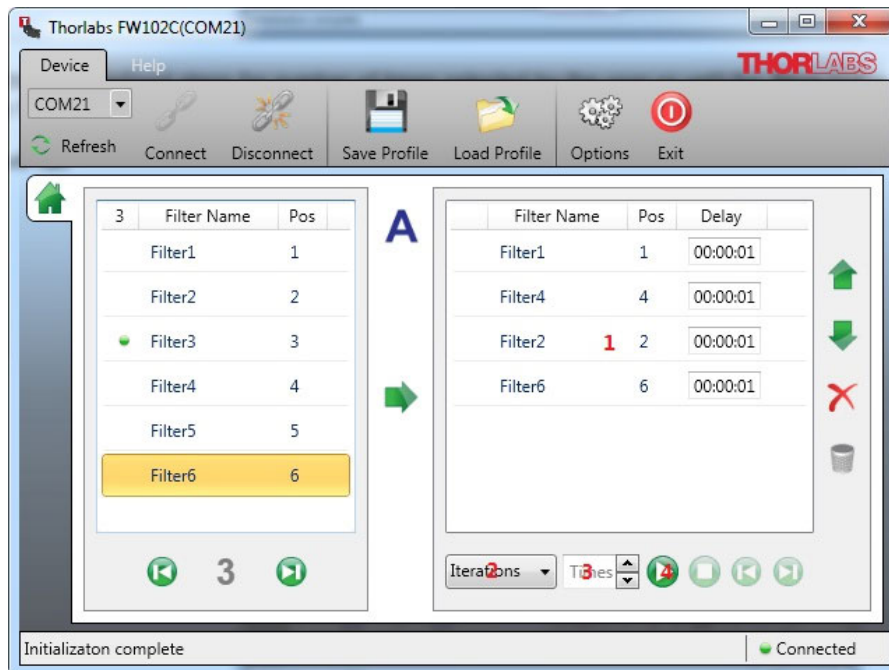 Thorlabs FW102C(COM21)
Device Help
THORLABS
COM21
Refresh
Connect Disconnect Save Profile Load Profile Options Exit
3 Filter Name Pos
Filter1 1
Filter2 2
Filter3 3
Filter4 4
Filter5 5
Filter6 6
3
A
Filter Name Pos Delay
Filter1 1 00:00:01
Filter4 4 00:00:01
Filter2 1 2 00:00:01
Filter6 6 00:00:01
Iterations 2 Times 3 4
Initializaton complete
Connected